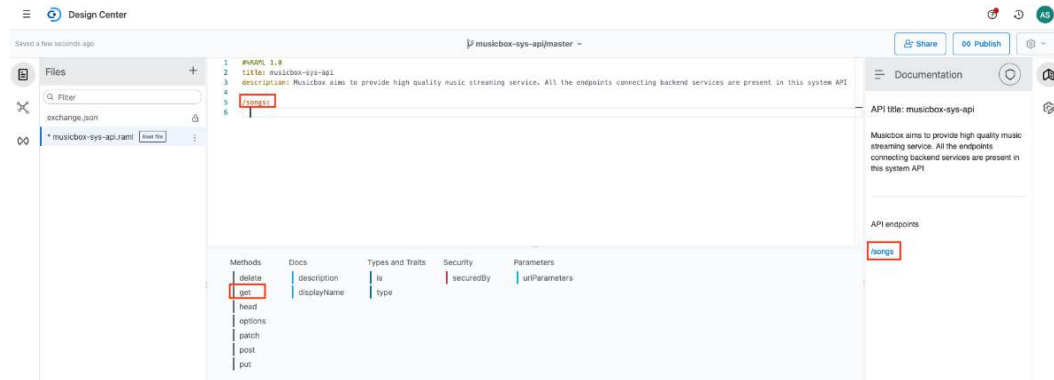 Design Center
AS
Saved a few seconds ago
musicbox-sys-api/master
Share
Publish
Files
Filter
exchange.json
* musicbox-sys-api.raml Root file
1 #%RAML 1.0
2 title: musicbox-sys-api
3 description: Musicbox aims to provide high quality music streaming service. All the endpoints connecting backend services are present in this system API
4
5 /songs:
6
Methods Docs Types and Traits Security Parameters
delete description is securedBy uriParameters
get displayName type
head
options
patch
post
put
Documentation
API title: musicbox-sys-api
Musicbox aims to provide high quality music
streaming service. All the endpoints
connecting backend services are present in
this system API
API endpoints
/songs